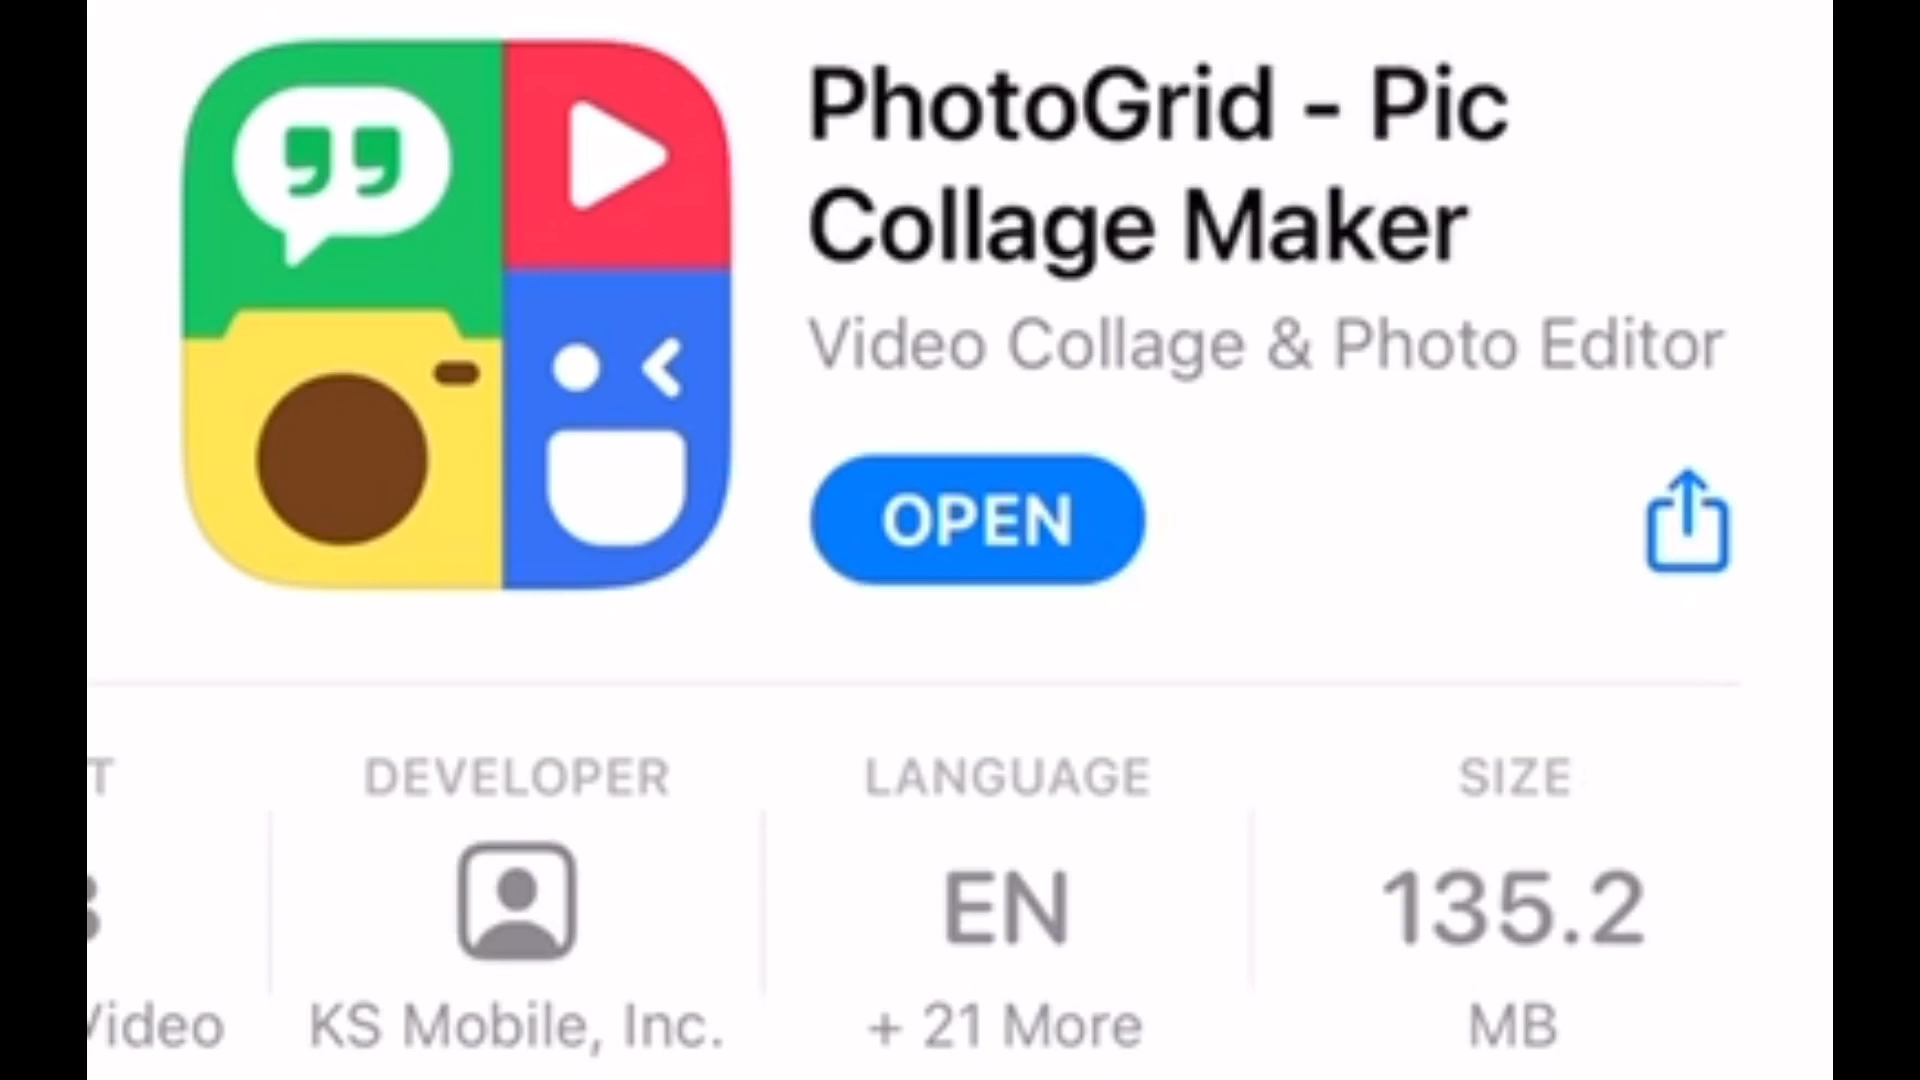 PhotoGrid - Pic
Collage Maker
Video Collage & Photo Editor
OPEN
DEVELOPER
LANGUAGE
SIZE
EN
135.2
Video
KS Mobile, Inc.
+ 21 More
MB